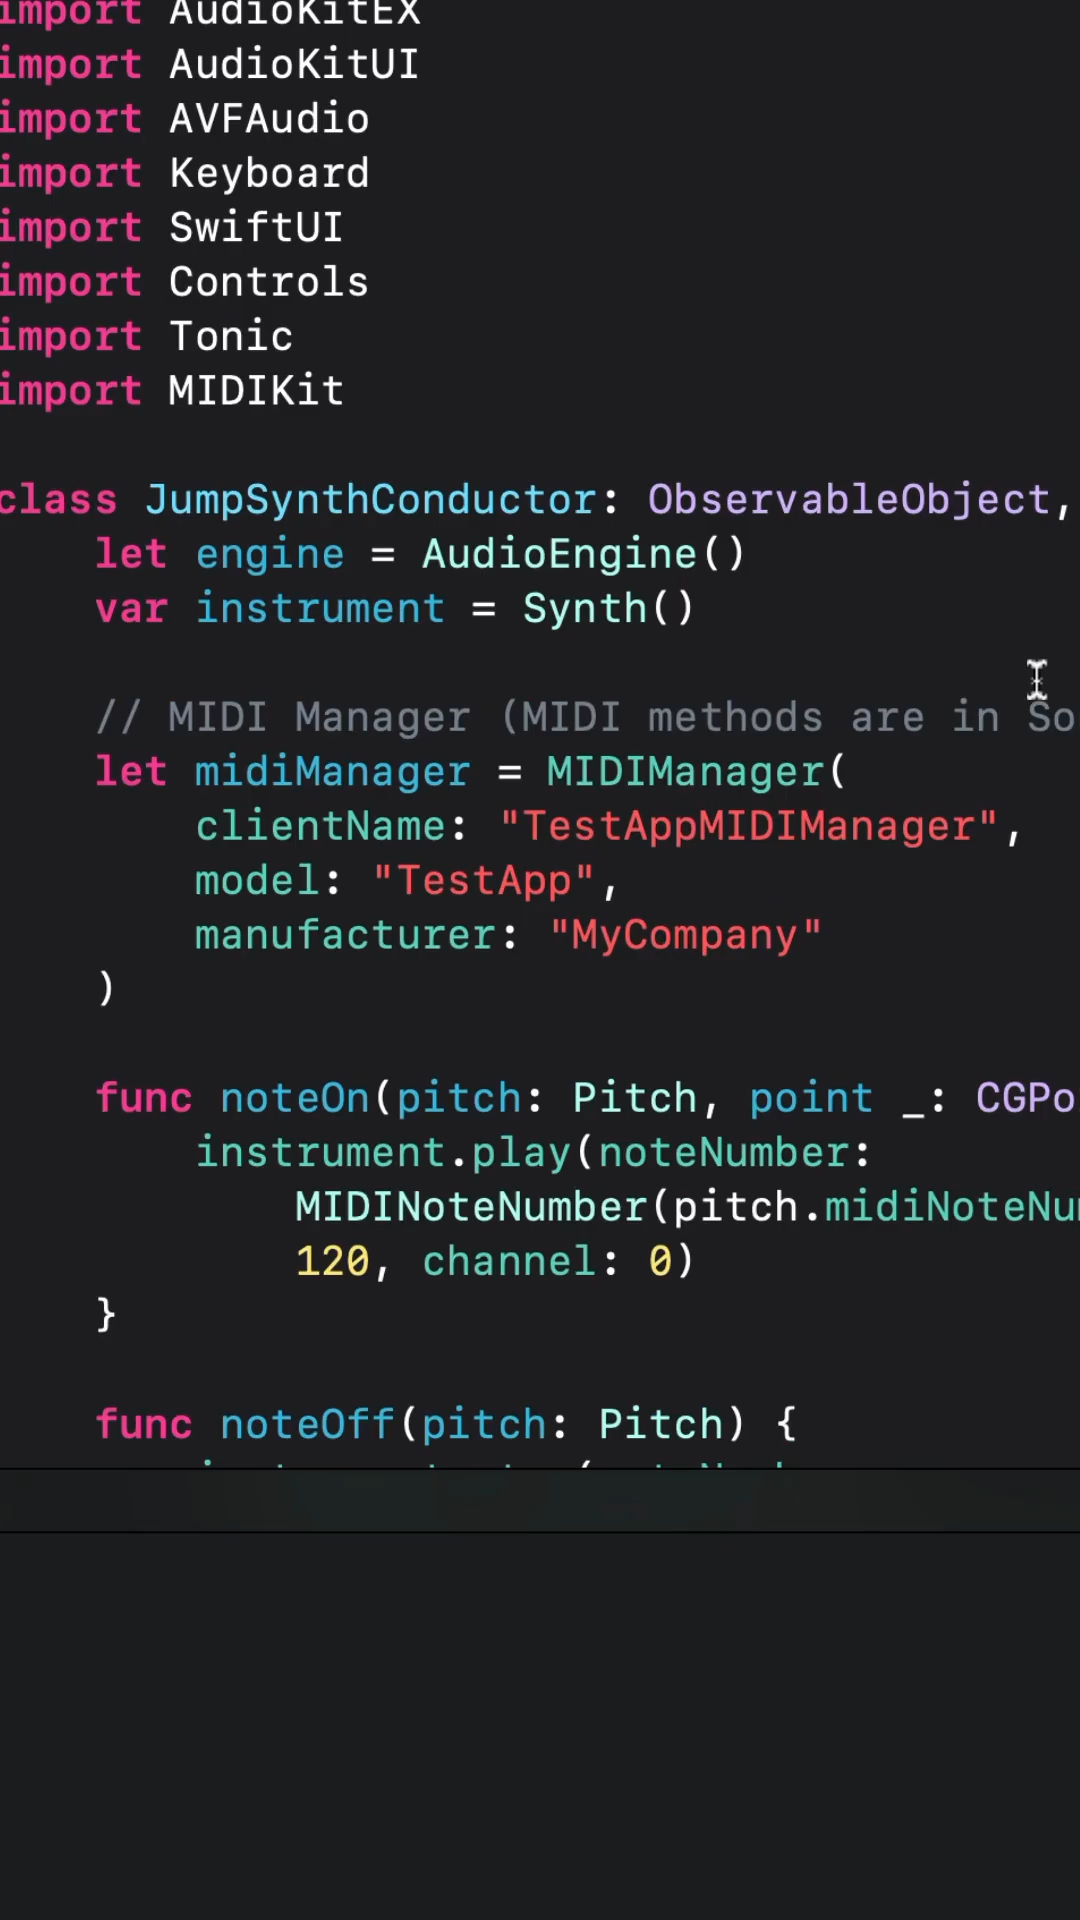 import AudioKitEX
import AudioKitUI
import AVFAudio
import Keyboard
import SwiftUI
import Controls
import Tonic
import MIDIKit
class JumpSynthConductor: ObservableObject,
let engine = AudioEngine()
var instrument = Synth()
// MIDI Manager (MIDI methods are in So
let midiManager = MIDIManager(
clientName: "TestAppMIDIManager",
model: "TestApp",
manufacturer: "MyCompany"
)
func noteOn(pitch: Pitch, point _: CGPo
instrument.play(noteNumber:
MIDINoteNumber(pitch.midiNoteNu
120, channel: 0)
}
func noteOff(pitch: Pitch) {